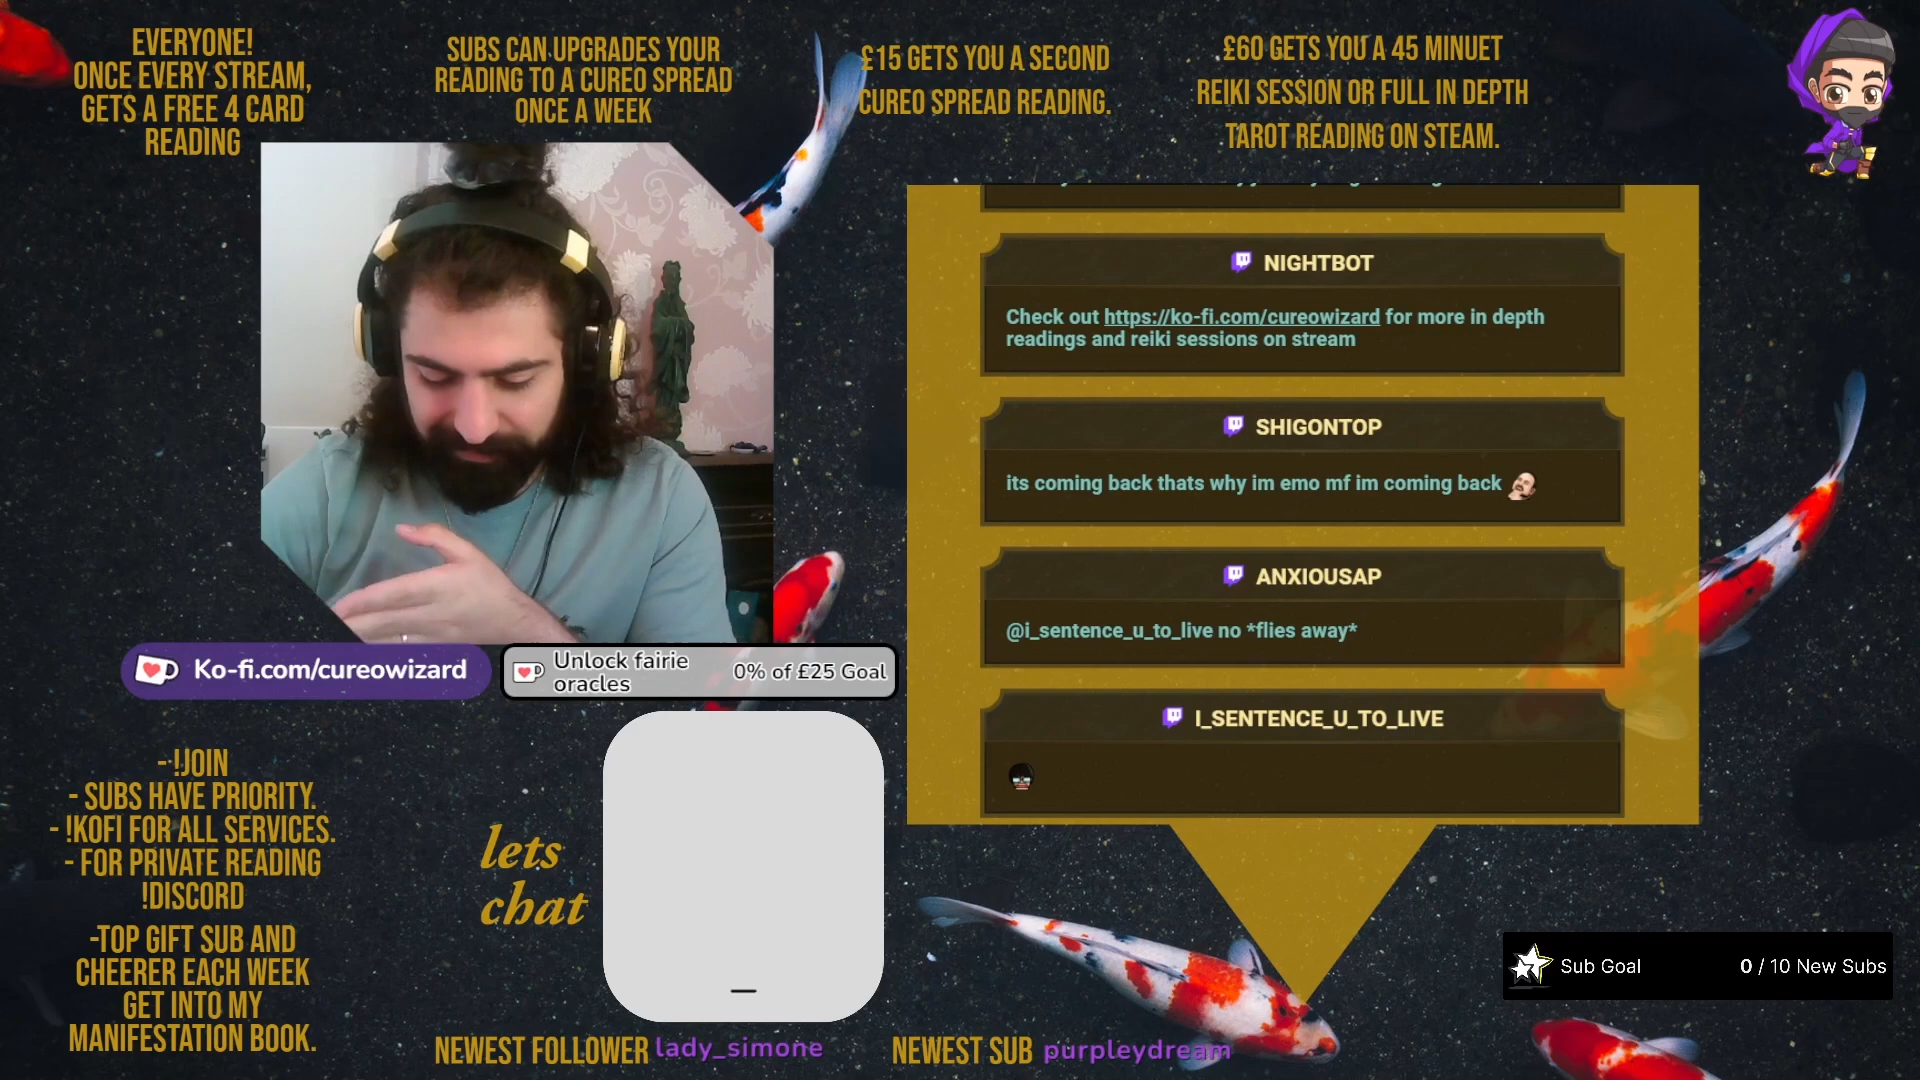 EVERYONE!
ONCE EVERY STREAM,
GETS A FREE 4 CARD
READING
SUBS CAN UPGRADES YOUR
READING TO A CUREO SPREAD
ONCE A WEEK
£15 GETS YOU A SECOND
CUREO SPREAD READING.
£60 GETS YOU A 45 MINUET
REIKI SESSION OR FULL IN DEPTH
TAROT READING ON STEAM.
NIGHTBOT
Check out https://ko-fi.com/cureowizard for more in depth
readings and reiki sessions on stream
SHIGONTOP
its coming back thats why im emo mf im coming back
ANXIOUSAP
@i_sentence_u_to_live no *flies away*
I_SENTENCE_U_TO_LIVE
Ko-fi.com/cureowizard
Unlock fairie
oracles
0% of £25 Goal
- !JOIN
- SUBS HAVE PRIORITY.
- !KOFI FOR ALL SERVICES.
- FOR PRIVATE READING
!DISCORD
-TOP GIFT SUB AND
CHEERER EACH WEEK
GET INTO MY
MANIFESTATION BOOK.
lets
chat
Sub Goal
0 / 10 New Subs
NEWEST FOLLOWER lady_simone
NEWEST SUB purpleydream